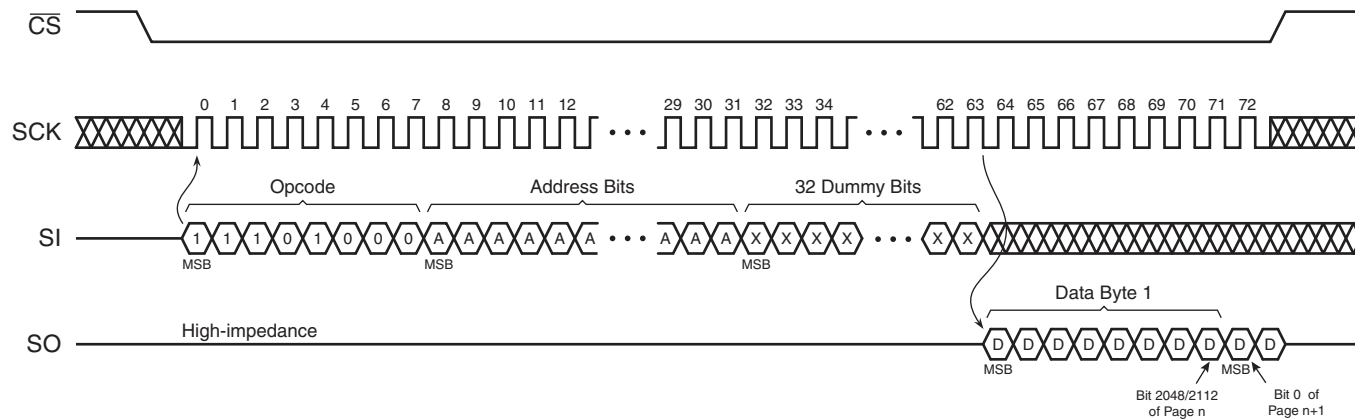 CS
SCK
0 1 2 3 4 5 6 7 8 9 10 11 12 29 30 31 32 33 34 62 63 64 65 66 67 68 69 70 71 72
Opcode Address Bits 32 Dummy Bits
SI 1 1 1 0 1 0 0 0 A A A A A A A A A X X X X X X
MSB MSB MSB
Data Byte 1
SO High-impedance D D D D D D D D D D
MSB MSB
Bit 2048/2112 of Page n
Bit 0 of Page n+1